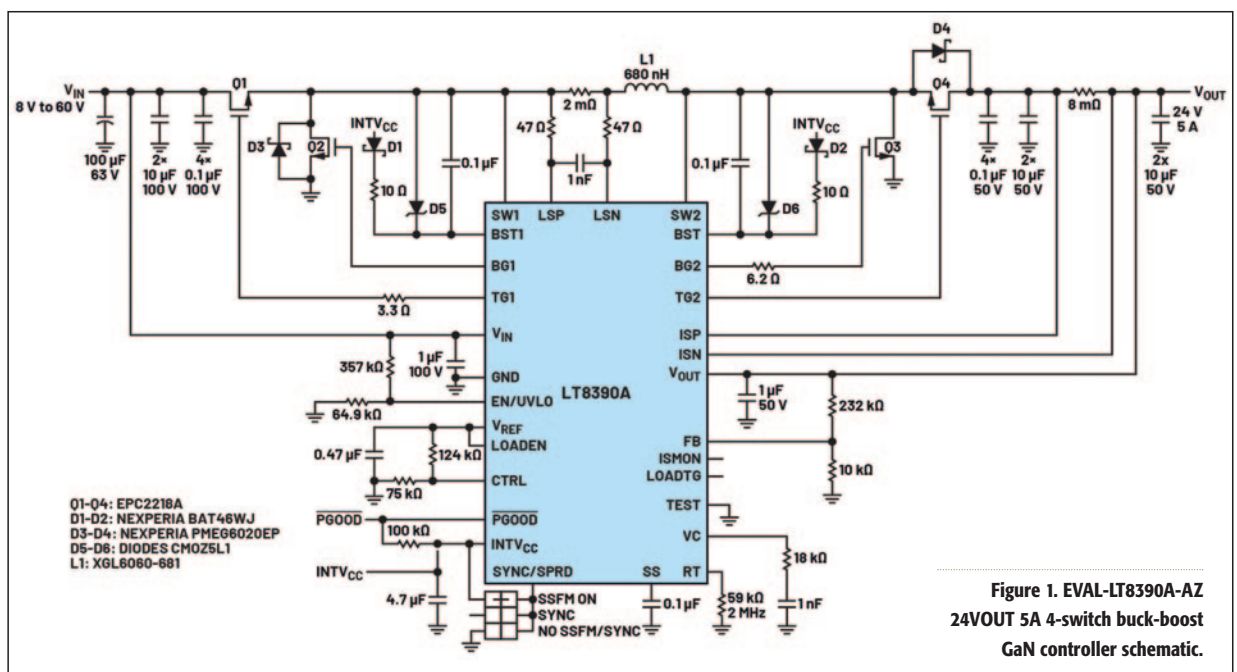 D4
L1
680 nH
VIN
8 V to 60 V
Q1
2 mΩ
Q4
8 mΩ
VOUT
24 V
5 A
47 Ω
47 Ω
INTVCC
D1
INTVCC
D2
D3
Q2
0.1 µF
1 nF
0.1 µF
Q3
100 µF
63 V
2×
10 µF
100 V
4×
0.1 µF
100 V
10 Ω
D5
D6
10 Ω
4×
0.1 µF
50 V
2×
10 µF
50 V
2x
10 µF
50 V
SW1
LSP
LSN
SW2
BST1
BST
BG1
BG2
6.2 Ω
TG1
TG2
3.3 Ω
VIN
ISP
ISN
357 kΩ
1 µF
100 V
GND
VOUT
LT8390A
1 µF
50 V
232 kΩ
64.9 kΩ
EN/UVLO
VREF
LOADEN
FB
ISMON
LOADTG
0.47 µF
124 kΩ
CTRL
10 kΩ
75 kΩ
TEST
Q1-Q4: EPC2218A
D1-D2: NEXPERIA BAT46WJ
D3-D4: NEXPERIA PMEG6020EP
D5-D6: DIODES CMOZ5L1
L1: XGL6060-681
PGOOD
PGOOD
100 kΩ
VC
INTVCC
18 kΩ
INTVCC
SYNC/SPRD
SS
RT
4.7 µF
SSFM ON
SYNC
NO SSFM/SYNC
0.1 µF
59 kΩ
2 MHz
1 nF
Figure 1. EVAL-LT8390A-AZ
24VOUT 5A 4-switch buck-boost
GaN controller schematic.